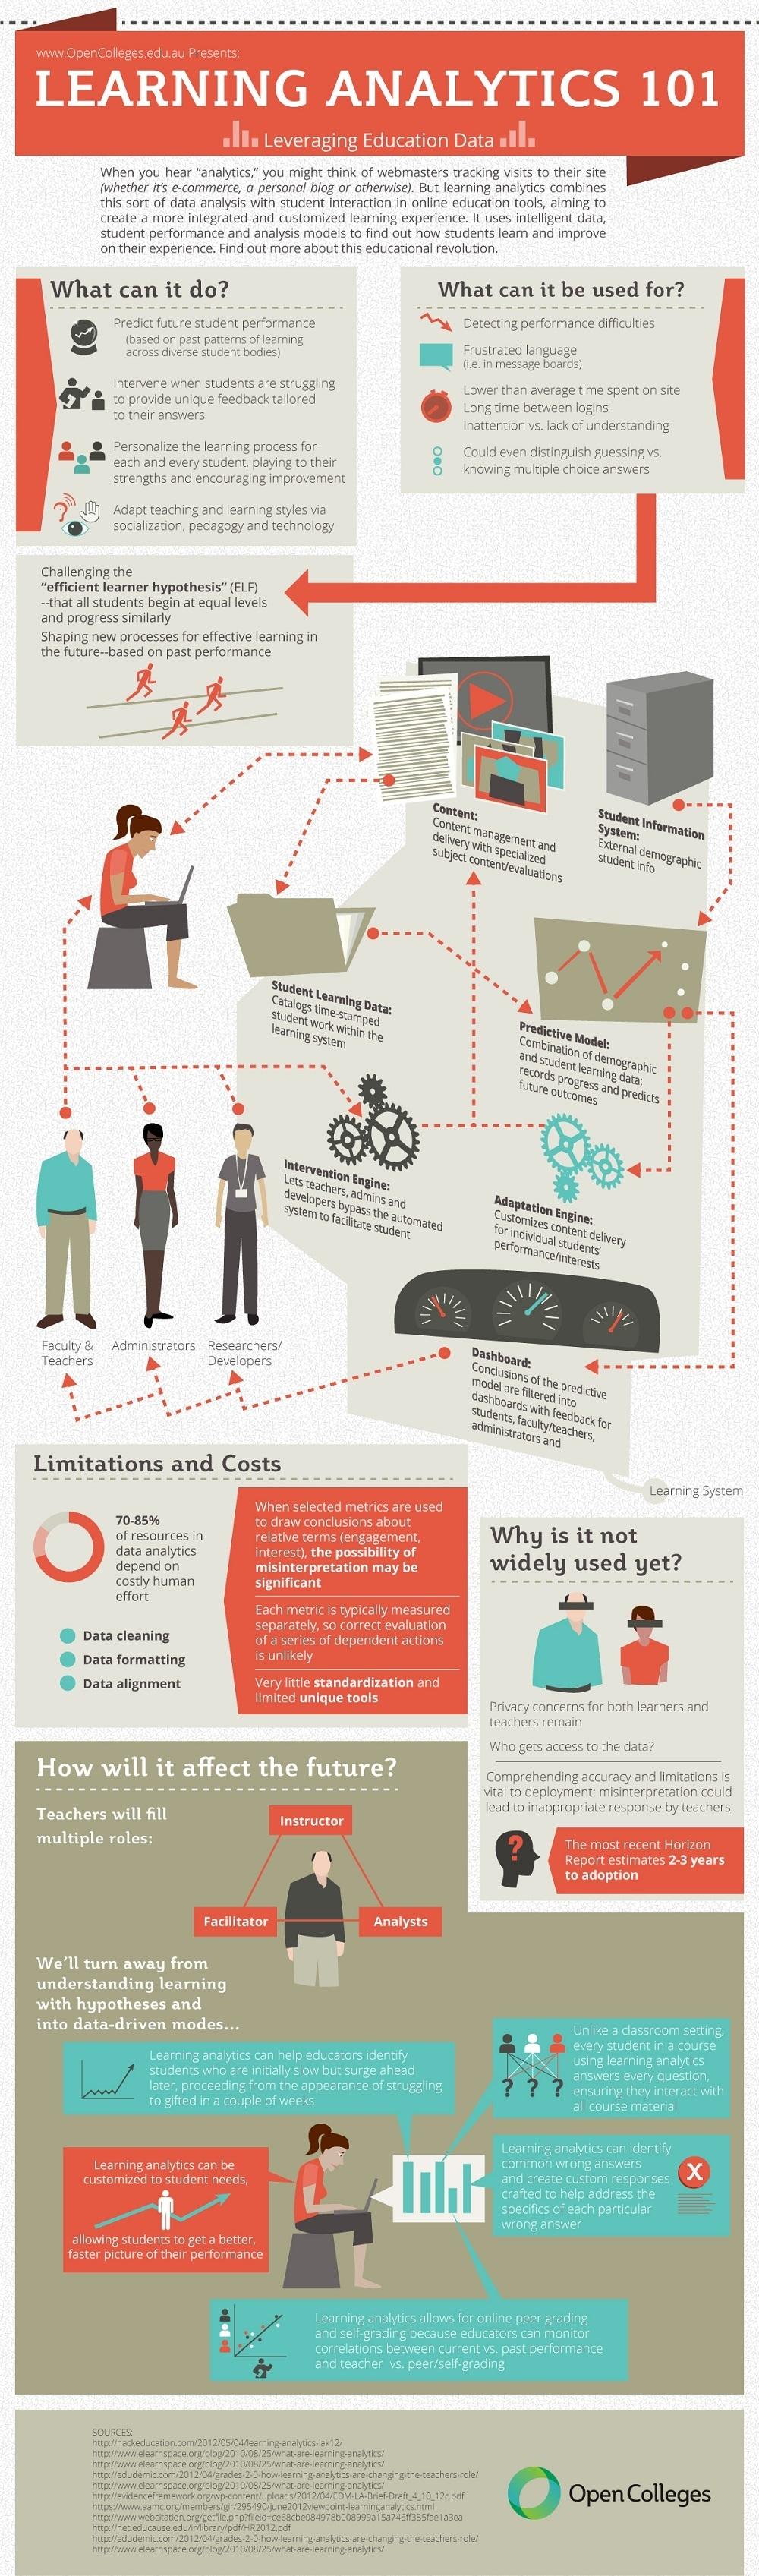 www.OpenColleges.edu.au Presents:
LEARNING ANALYTICS 101
Leveraging Education Data
When you hear “analytics,” you might think of webmasters tracking visits to their site
(whether it’s e-commerce, a personal blog or otherwise). But learning analytics combines
this sort of data analysis with student interaction in online education tools, aiming to
create a more integrated and customized learning experience. It uses intelligent data,
student performance and analysis models to find out how students learn and improve
on their experience. Find out more about this educational revolution.
What can it do?
Predict future student performance
(based on past patterns of learning
across diverse student bodies)
Intervene when students are struggling
to provide unique feedback tailored
to their answers
Personalize the learning process for
each and every student, playing to their
strengths and encouraging improvement
Adapt teaching and learning styles via
socialization, pedagogy and technology
What can it be used for?
Detecting performance difficulties
Frustrated language
(i.e. in message boards)
Lower than average time spent on site
Long time between logins
Inattention vs. lack of understanding
Could even distinguish guessing vs.
knowing multiple choice answers
Challenging the
“efficient learner hypothesis” (ELF)
--that all students begin at equal levels
and progress similarly
Shaping new processes for effective learning in
the future--based on past performance
Content:
Content management and
delivery with specialized
subject content/evaluations
Student Information
System:
External demographic
student info
Student Learning Data:
Catalogs time-stamped
student work within the
learning system
Predictive Model:
Combination of demographic
and student learning data;
records progress and predicts
future outcomes
Intervention Engine:
Lets teachers, admins and
developers bypass the automated
system to facilitate student
Adaptation Engine:
Customizes content delivery
for individual students’
performance/interests
Faculty &
Teachers
Administrators
Researchers/
Developers
Dashboard:
Conclusions of the predictive
model are filtered into
dashboards with feedback for
students, faculty/teachers,
administrators and
Learning System
Limitations and Costs
70-85%
of resources in
data analytics
depend on
costly human
effort
Data cleaning
Data formatting
Data alignment
When selected metrics are used
to draw conclusions about
relative terms (engagement,
interest), the possibility of
misinterpretation may be
significant
Each metric is typically measured
separately, so correct evaluation
of a series of dependent actions
is unlikely
Very little standardization and
limited unique tools
Why is it not
widely used yet?
Privacy concerns for both learners and
teachers remain
Who gets access to the data?
Comprehending accuracy and limitations is
vital to deployment: misinterpretation could
lead to inappropriate response by teachers
?
The most recent Horizon
Report estimates 2-3 years
to adoption
How will it affect the future?
Teachers will fill
multiple roles:
Instructor
Facilitator
Analysts
We’ll turn away from
understanding learning
with hypotheses and
into data-driven modes...
Learning analytics can help educators identify
students who are initially slow but surge ahead
later, proceeding from the appearance of struggling
to gifted in a couple of weeks
Unlike a classroom setting,
every student in a course
using learning analytics
answers every question,
ensuring they interact with
all course material
? ? ?
Learning analytics can be
customized to student needs,
allowing students to get a better,
faster picture of their performance
Learning analytics can identify
common wrong answers
and create custom responses
crafted to help address the
specifics of each particular
wrong answer
X
Learning analytics allows for online peer grading
and self-grading because educators can monitor
correlations between current vs. past performance
and teacher vs. peer/self-grading
SOURCES:
http://hackeducation.com/2012/05/04/learning-analytics-lak12/
http://www.elearnspace.org/blog/2010/08/25/what-are-learning-analytics/
http://www.elearnspace.org/blog/2010/08/25/what-are-learning-analytics/
http://edudemic.com/2012/04/grades-2-0-how-learning-analytics-are-changing-the-teachers-role/
http://www.elearnspace.org/blog/2010/08/25/what-are-learning-analytics/
http://evidenceframework.org/wp-content/uploads/2012/04/EDM-LA-Brief-Draft_4_10_12c.pdf
https://www.aamc.org/members/gir/295490/june2012viewpoint-learninganalytics.html
http://www.webcitation.org/getfile.php?fileid=ce68cbe084978b008999a15a746ff385fae1a3ea
http://net.educause.edu/ir/library/pdf/HR2012.pdf
http://edudemic.com/2012/04/grades-2-0-how-learning-analytics-are-changing-the-teachers-role/
http://www.elearnspace.org/blog/2010/08/25/what-are-learning-analytics/
OpenColleges